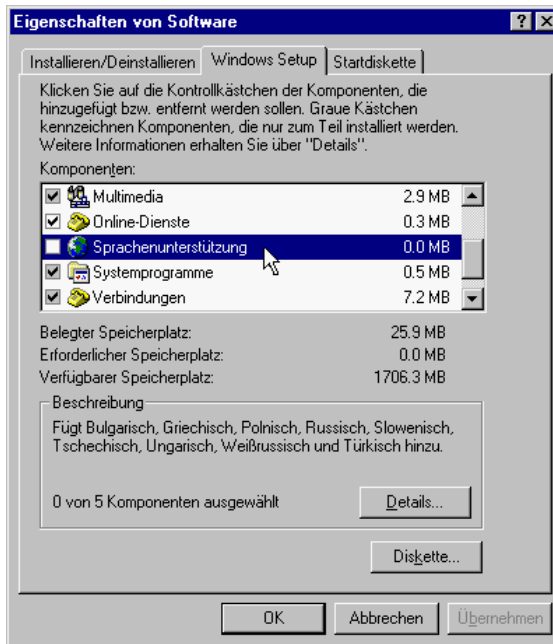 Eigenschaften von Software
Installieren/Deinstallieren Windows Setup Startdiskette
Klicken Sie auf die Kontrollkästchen der Komponenten, die
hinzugefügt bzw. entfernt werden sollen. Graue Kästchen
kennzeichnen Komponenten, die nur zum Teil installiert werden.
Weitere Informationen erhalten Sie über "Details".
Komponenten:
Multimedia 2.9 MB
Online-Dienste 0.3 MB
Sprachenunterstützung 0.0 MB
Systemprogramme 0.5 MB
Verbindungen 7.2 MB
Belegter Speicherplatz: 25.9 MB
Erforderlicher Speicherplatz: 0.0 MB
Verfügbarer Speicherplatz: 1706.3 MB
Beschreibung
Fügt Bulgarisch, Griechisch, Polnisch, Russisch, Slowenisch,
Tschechisch, Ungarisch, Weißrussisch und Türkisch hinzu.
0 von 5 Komponenten ausgewählt Details...
Diskette...
OK Abbrechen Übernehmen